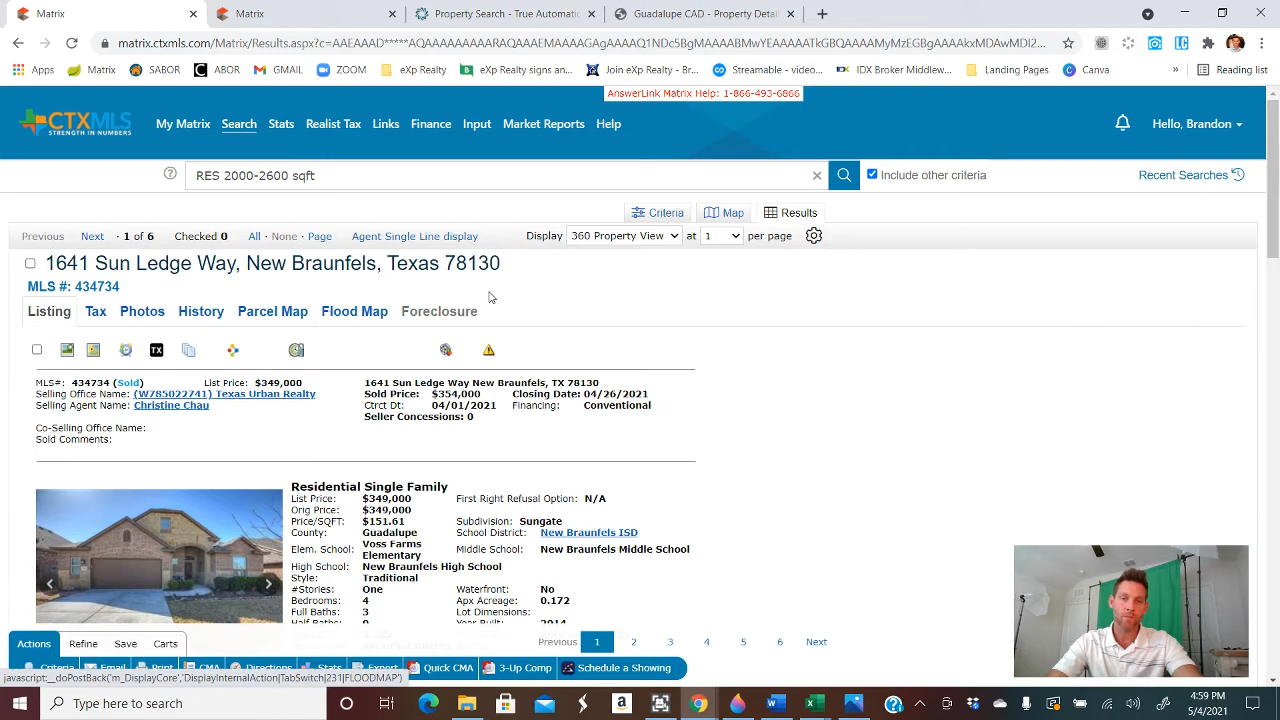 Matrix
Matrix
Property Search - True Automatic
Guadalupe CAD - Property Detail
matrix.ctxmls.com/Matrix/Results.aspx?c=AAEAAAD*****AQAAAAAAAAARAQAAAEMAAAAGAgAAAAQ1NDc5BgMAAAABMwYEAAAATkGBQAAAAMyMzEGBgAAAAkMDAwMDI2...
Apps
Matrix
SABOR
ABOR
GMAIL
ZOOM
eXp Realty
eXp Realty signs an...
Join eXp Realty - Br...
Streamable - video...
IDX Broker Middlew...
Landing Pages
Canva
»
Reading list
AnswerLink Matrix Help: 1-866-493-6866
CTXMLS
STRENGTH IN NUMBERS
My Matrix Search Stats Realist Tax Links Finance Input Market Reports Help
Hello, Brandon
RES 2000-2600 sqft
Include other criteria
Recent Searches
Criteria Map Results
Previous Next · 1 of 6 Checked 0 All · None · Page Agent Single Line display Display 360 Property View at 1 per page
1641 Sun Ledge Way, New Braunfels, Texas 78130
MLS #: 434734
Listing Tax Photos History Parcel Map Flood Map Foreclosure
TX
MLS#: 434734 (Sold) List Price: $349,000
Selling Office Name: (W785022741) Texas Urban Realty
Selling Agent Name: Christine Chau
Co-Selling Office Name:
Sold Comments:
1641 Sun Ledge Way New Braunfels, TX 78130
Sold Price: $354,000 Closing Date: 04/26/2021
Ctrct Dt: 04/01/2021 Financing: Conventional
Seller Concessions: 0
Residential Single Family
List Price: $349,000 First Right Refusal Option: N/A
Orig Price: $349,000
Price/SQFT: $151.61 Subdivision: Sungate
County: Guadalupe School District: New Braunfels ISD
Elem. School: Voss Farms Elementary Middle School: New Braunfels Middle School
High School: New Braunfels High School
Style: Traditional
#Stories: One Waterfront: No
Bedrooms: 4 Apx Acreage: 0.172
Full Baths: 3 Lot Dimensions:
Actions Refine Save Carts
Previous 1 2 3 4 5 6 Next
Criteria Email Print CMA Directions Stats Export Quick CMA 3-Up Comp Schedule a Showing
javascript:__doPostBack('m_DisplayCore','DisplayInternalAction|TabSwitch|231|FLOODMAP')
Type here to search
4:59 PM
5/4/2021